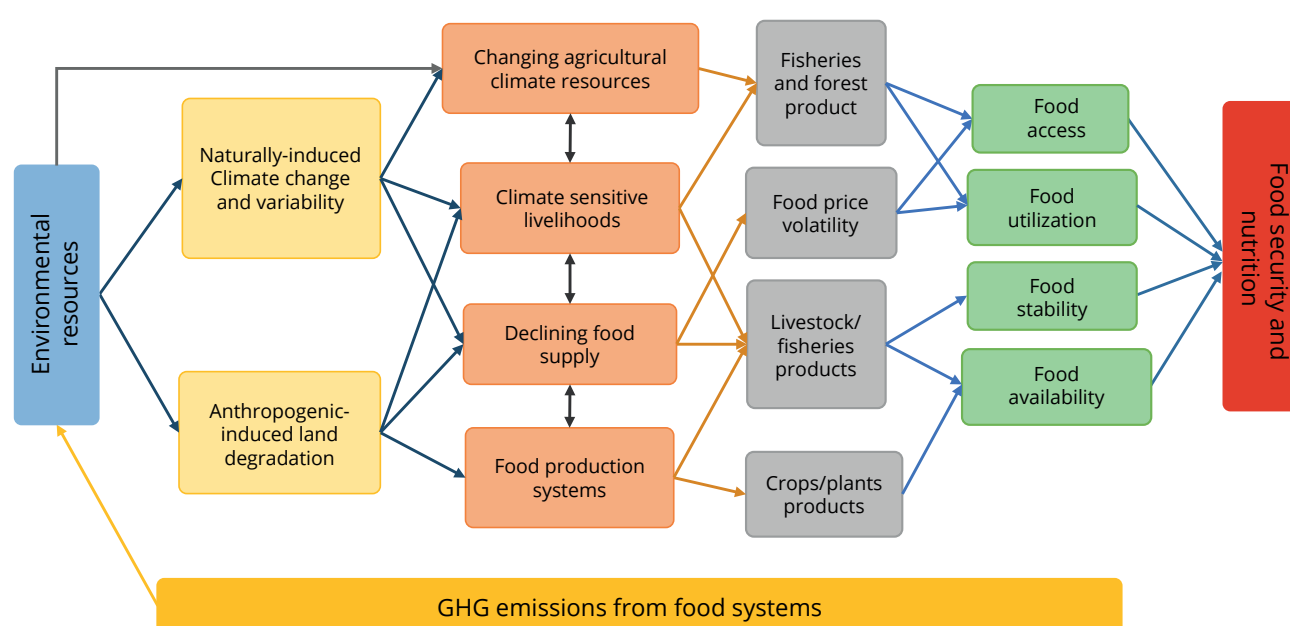 Environmental
resources
Naturally-induced
Climate change
and variability
Anthropogenic-
induced land
degradation
Changing agricultural
climate resources
Climate sensitive
livelihoods
Declining food
supply
Food production
systems
Fisheries
and forest
product
Food price
volatility
Livestock/
fisheries
products
Crops/plants
products
Food
access
Food
utilization
Food
stability
Food
availability
Food security and
nutrition
GHG emissions from food systems